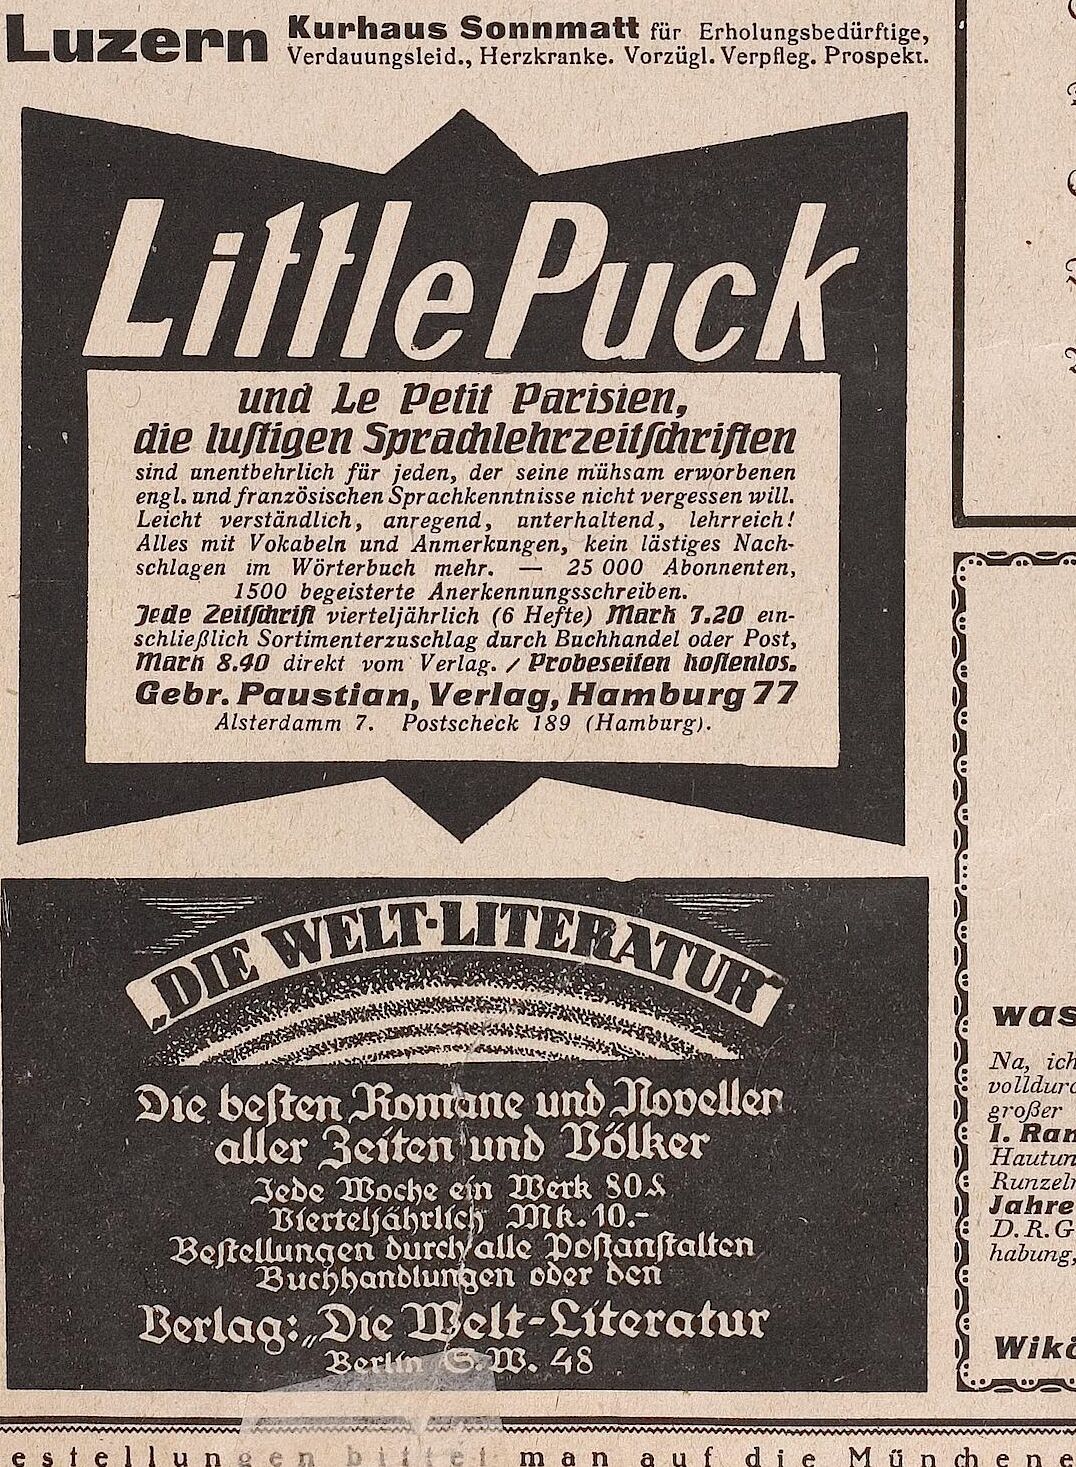 Luzern
Kurhaus Sonnmatt für Erholungsbedürftige,
Verdauungsleid., Herzkranke. Vorzügl. Verpfleg. Prospekt.
Little Puck
und Le Petit Parisien,
die luſtigen Sprachlehrzeitſchriften
sind unentbehrlich für jeden, der seine mühsam erworbenen
engl. und französischen Sprachkenntnisse nicht vergessen will.
Leicht verständlich, anregend, unterhaltend, lehrreich!
Alles mit Vokabeln und Anmerkungen, kein lästiges Nach-
schlagen im Wörterbuch mehr. — 25 000 Abonnenten,
1500 begeisterte Anerkennungsschreiben.
Jede Zeitſchrift vierteljährlich (6 Hefte) Mark 7.20 ein-
schließlich Sortimenterzuschlag durch Buchhandel oder Post,
Mark 8.40 direkt vom Verlag. / Probeseiten koſtenlos.
Gebr. Paustian, Verlag, Hamburg 77
Alsterdamm 7. Postscheck 189 (Hamburg).
„DIE WELT-LITERATUR"
Die beſten Romane und Novellen
aller Zeiten und Völker
Jede Woche ein Werk 80 ₰
Vierteljährlich Mk. 10.-
Beſtellungen durch alle Poſtanſtalten
Buchhandlungen oder den
Verlag: „Die Welt-Literatur
Berlin S.W. 48
was
Na, ich
volldurc
großer
I. Ran
Hautun
Runzeln
Jahre
D.R.G
habung,
Wikö
estellungen bittet man auf die Münchene